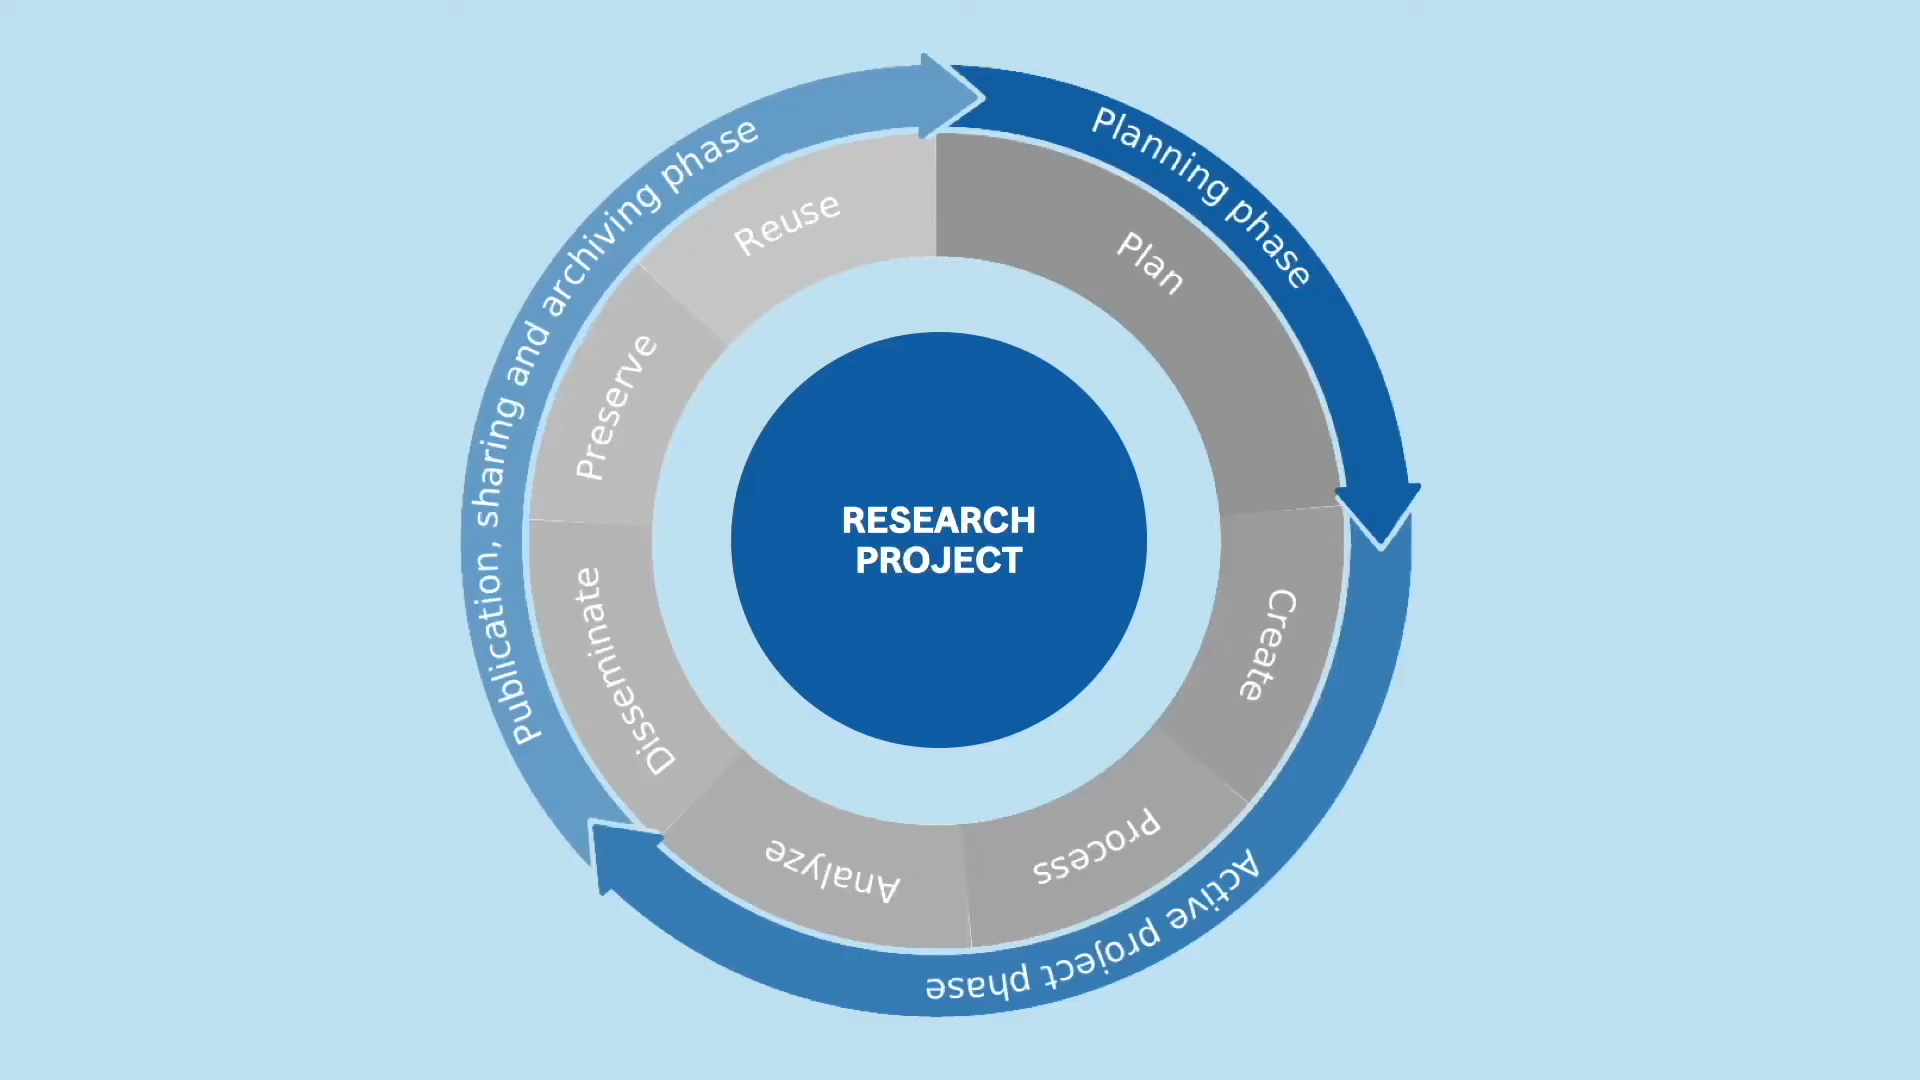 Planning phase
Plan
Create
Process
Active project phase
Analyze
Disseminate
Preserve
Reuse
Publication, sharing and archiving phase
RESEARCH
PROJECT